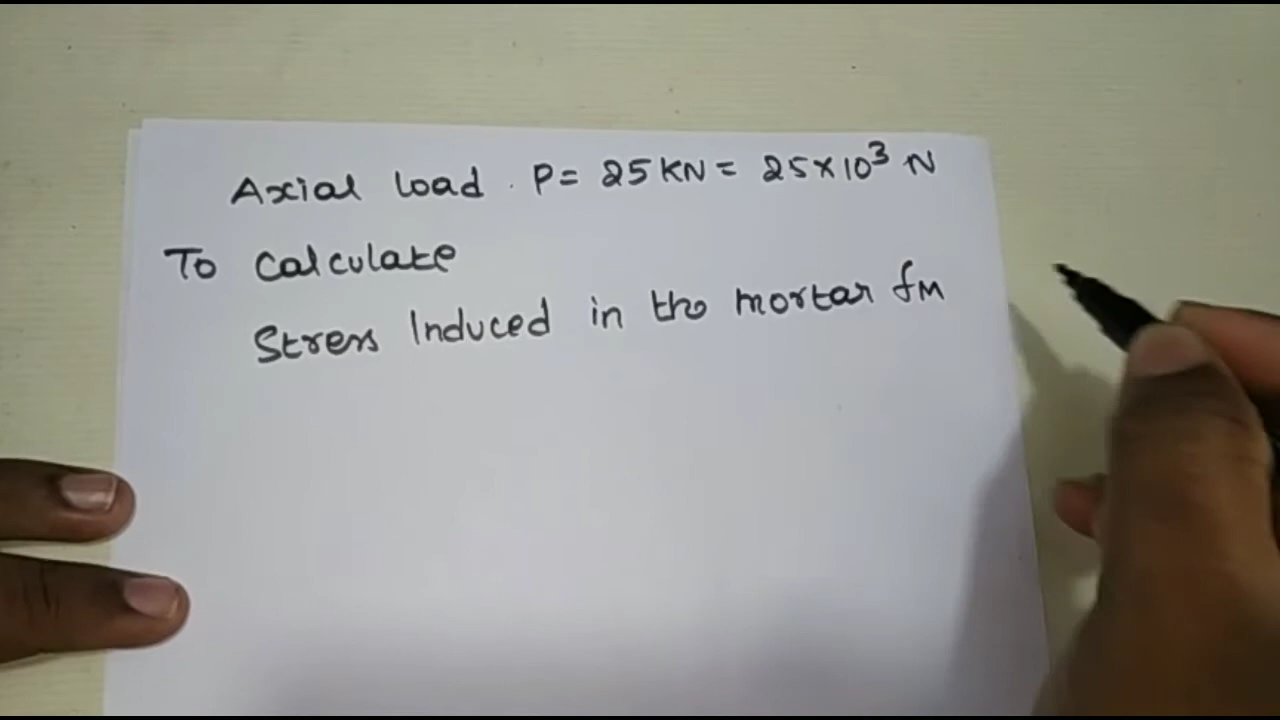 Axial load. P = 25 KN = 25×10³ N
To calculate
Stress Induced in the mortar fM